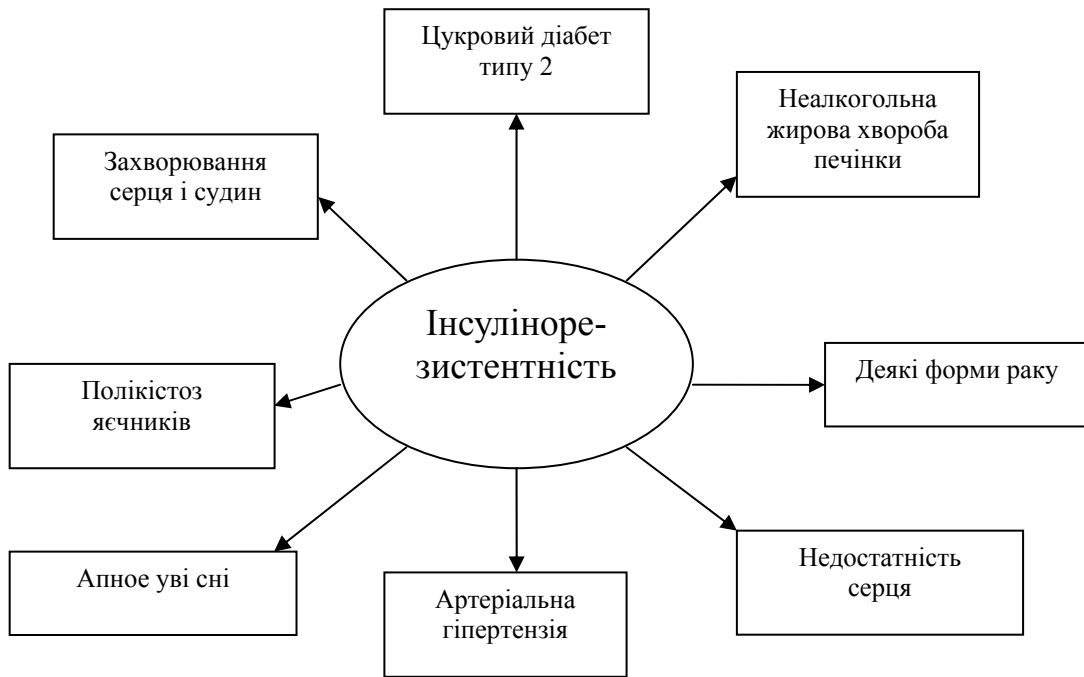 Цукровий діабет
типу 2
Неалкогольна
жирова хвороба
печінки
Захворювання
серця і судин
Інсуліноре-
зистентність
Деякі форми раку
Полікістоз
яєчників
Недостатність
серця
Апное уві сні
Артеріальна
гіпертензія